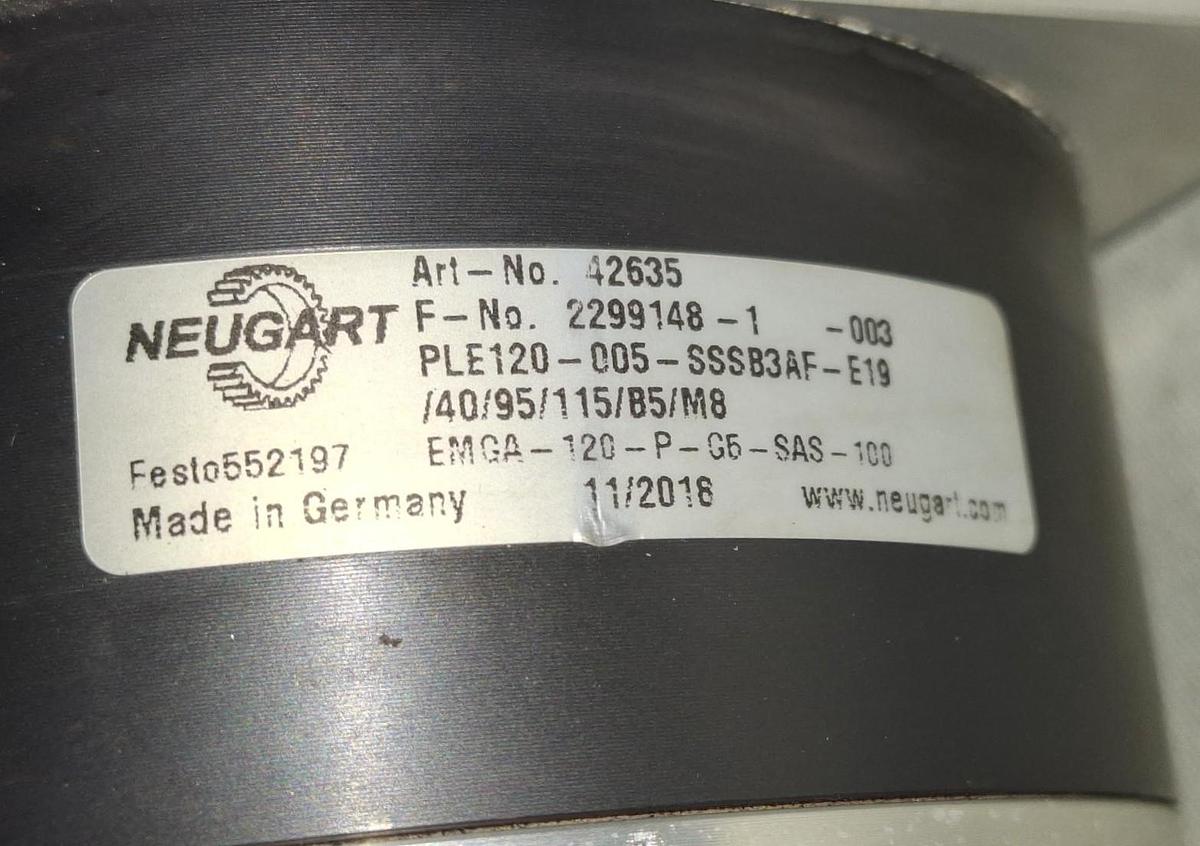 NEUGART
Art-No. 42635
F-No. 2299148-1 -003
PLE120-005-SSSB3AF-E19
/40/95/115/B5/M8
Festo552197 EMGA-120-P-G5-SAS-100
Made in Germany 11/2018 www.neugart.com